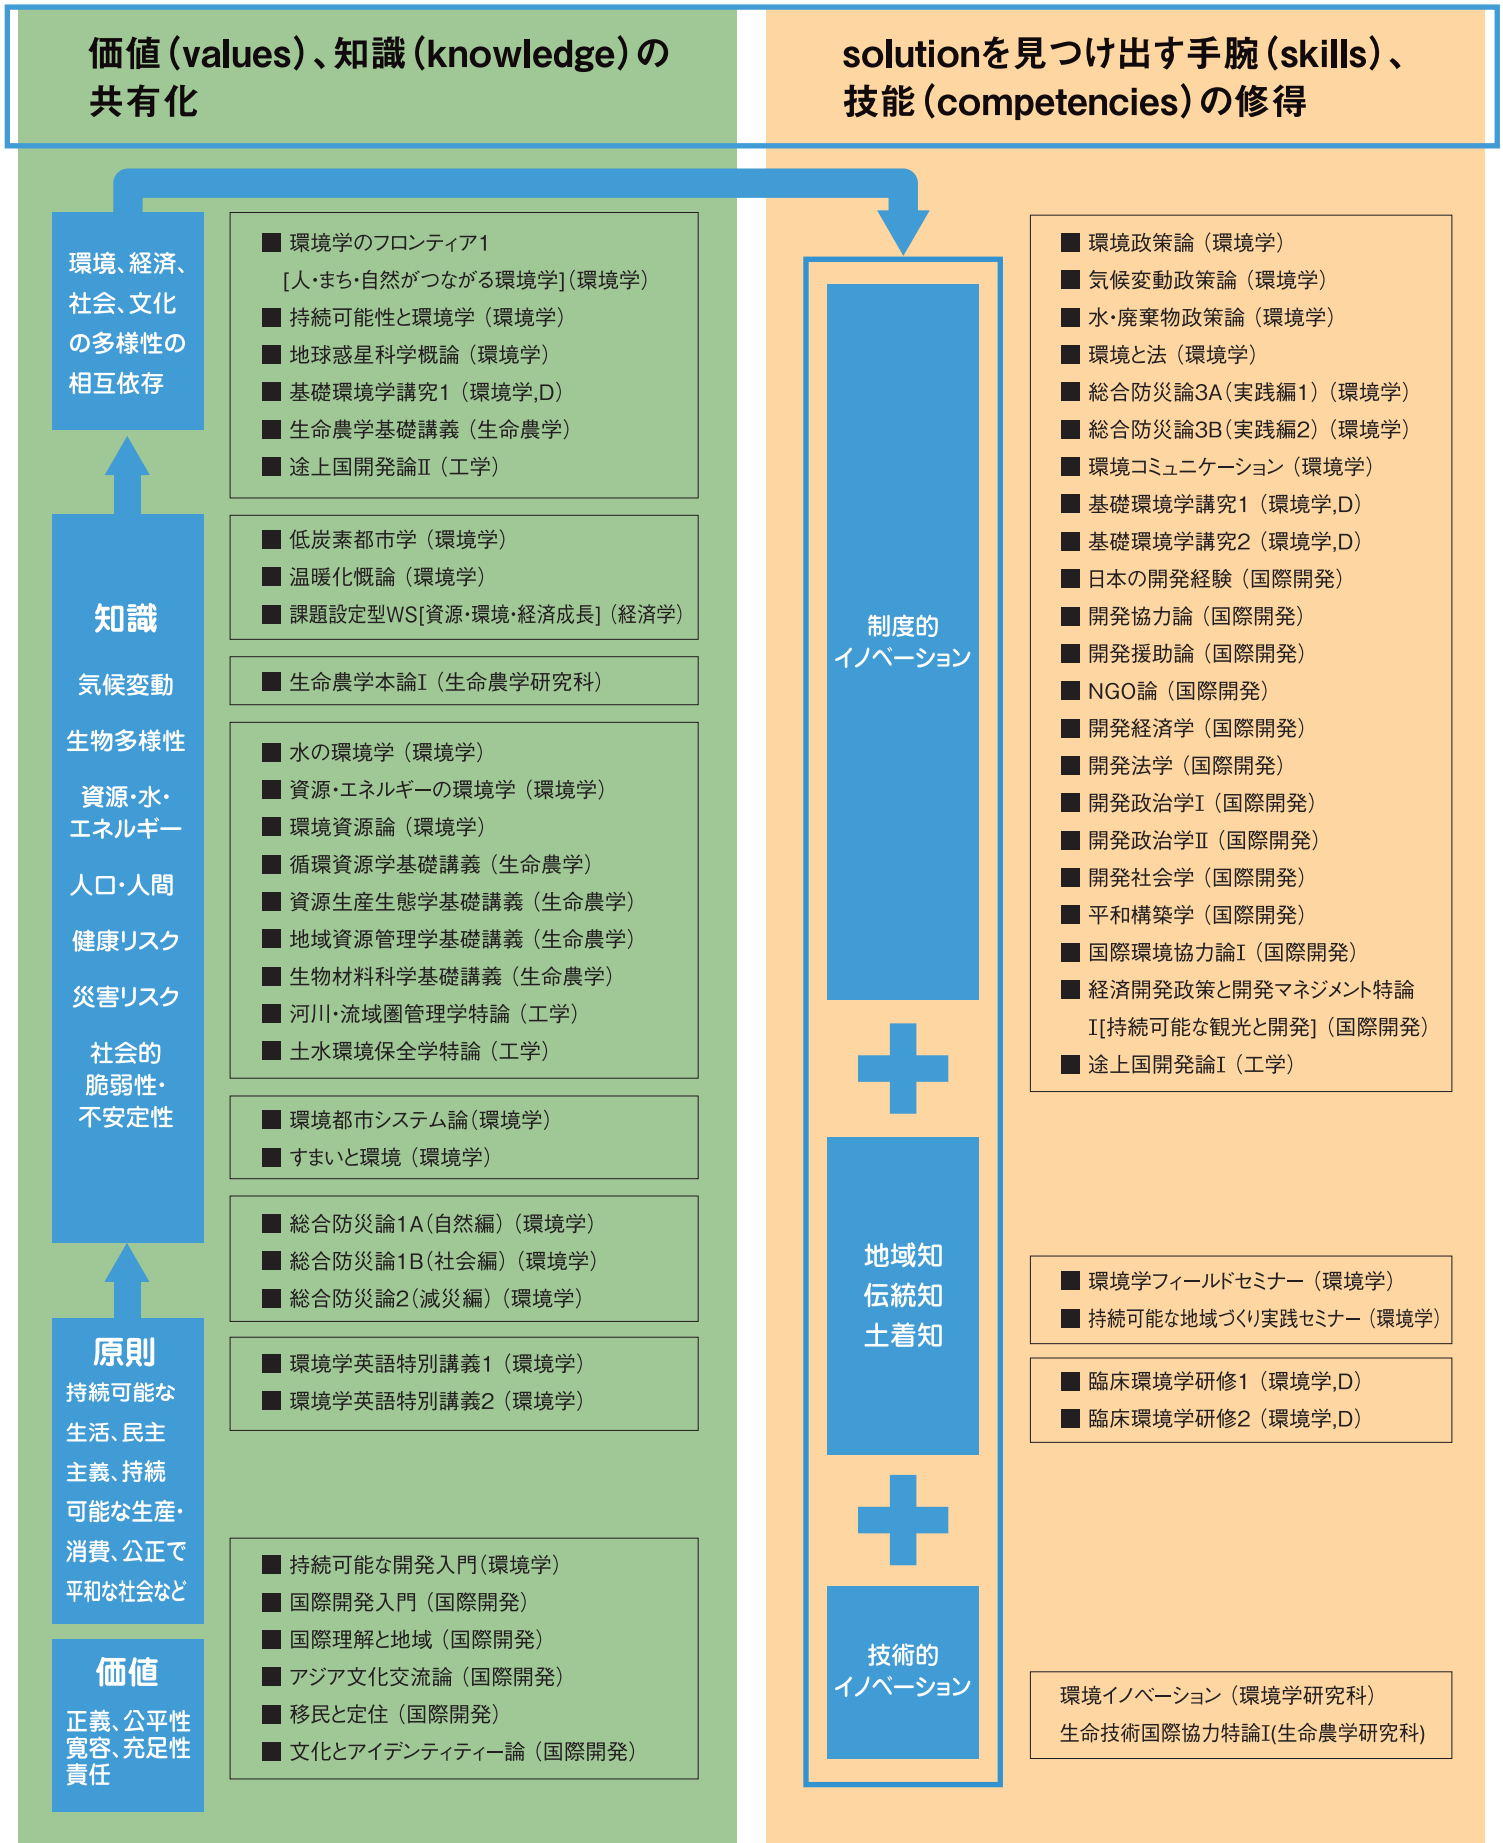 価値(values)、知識(knowledge)の
共有化
環境、経済、
社会、文化
の多様性の
相互依存
■ 環境学のフロンティア1
[人・まち・自然がつながる環境学](環境学)
■ 持続可能性と環境学 (環境学)
■ 地球惑星科学概論 (環境学)
■ 基礎環境学講究1 (環境学,D)
■ 生命農学基礎講義 (生命農学)
■ 途上国開発論Ⅱ (工学)
知識
気候変動
生物多様性
資源・水・
エネルギー
人口・人間
健康リスク
災害リスク
社会的
脆弱性・
不安定性
■ 低炭素都市学 (環境学)
■ 温暖化慨論 (環境学)
■ 課題設定型WS[資源・環境・経済成長] (経済学)
■ 生命農学本論Ⅰ (生命農学研究科)
■ 水の環境学 (環境学)
■ 資源・エネルギーの環境学 (環境学)
■ 環境資源論 (環境学)
■ 循環資源学基礎講義 (生命農学)
■ 資源生産生態学基礎講義 (生命農学)
■ 地域資源管理学基礎講義 (生命農学)
■ 生物材料科学基礎講義 (生命農学)
■ 河川・流域圏管理学特論 (工学)
■ 土水環境保全学特論 (工学)
■ 環境都市システム論(環境学)
■ すまいと環境 (環境学)
■ 総合防災論1A(自然編) (環境学)
■ 総合防災論1B(社会編) (環境学)
■ 総合防災論2(減災編) (環境学)
原則
持続可能な
生活、民主
主義、持続
可能な生産・
消費、公正で
平和な社会など
■ 環境学英語特別講義1 (環境学)
■ 環境学英語特別講義2 (環境学)
価値
正義、公平性
寛容、充足性
責任
■ 持続可能な開発入門(環境学)
■ 国際開発入門 (国際開発)
■ 国際理解と地域 (国際開発)
■ アジア文化交流論 (国際開発)
■ 移民と定住 (国際開発)
■ 文化とアイデンティティー論 (国際開発)
solutionを見つけ出す手腕(skills)、
技能(competencies)の修得
制度的
イノベーション
■ 環境政策論 (環境学)
■ 気候変動政策論 (環境学)
■ 水・廃棄物政策論 (環境学)
■ 環境と法 (環境学)
■ 総合防災論3A(実践編1) (環境学)
■ 総合防災論3B(実践編2) (環境学)
■ 環境コミュニケーション (環境学)
■ 基礎環境学講究1 (環境学,D)
■ 基礎環境学講究2 (環境学,D)
■ 日本の開発経験 (国際開発)
■ 開発協力論 (国際開発)
■ 開発援助論 (国際開発)
■ NGO論 (国際開発)
■ 開発経済学 (国際開発)
■ 開発法学 (国際開発)
■ 開発政治学Ⅰ (国際開発)
■ 開発政治学Ⅱ (国際開発)
■ 開発社会学 (国際開発)
■ 平和構築学 (国際開発)
■ 国際環境協力論Ⅰ (国際開発)
■ 経済開発政策と開発マネジメント特論
Ⅰ[持続可能な観光と開発] (国際開発)
■ 途上国開発論Ⅰ (工学)
地域知
伝統知
土着知
■ 環境学フィールドセミナー (環境学)
■ 持続可能な地域づくり実践セミナー (環境学)
■ 臨床環境学研修1 (環境学,D)
■ 臨床環境学研修2 (環境学,D)
技術的
イノベーション
環境イノベーション (環境学研究科)
生命技術国際協力特論Ⅰ(生命農学研究科)